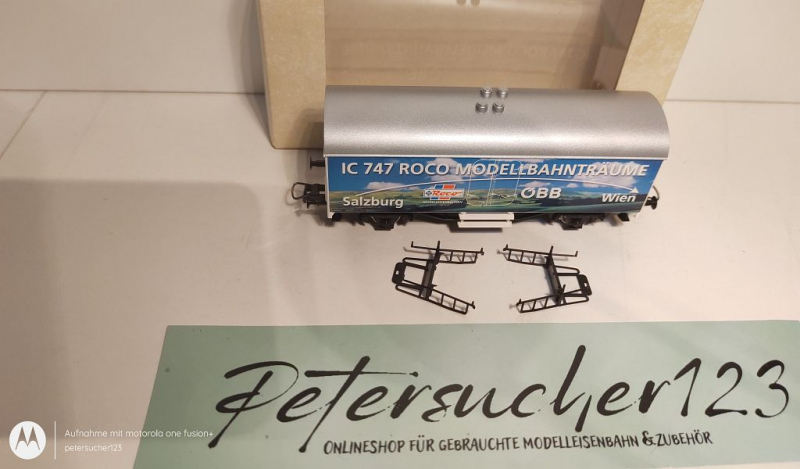 IC 747 ROCO MODELLBAHNTRÄUME
Roco
ÖBB
Salzburg
Wien
Petersucher123
ONLINESHOP FÜR GEBRAUCHTE MODELLEISENBAHN & ZUBEHÖR
Aufnahme mit motorola one fusion+
petersucher123